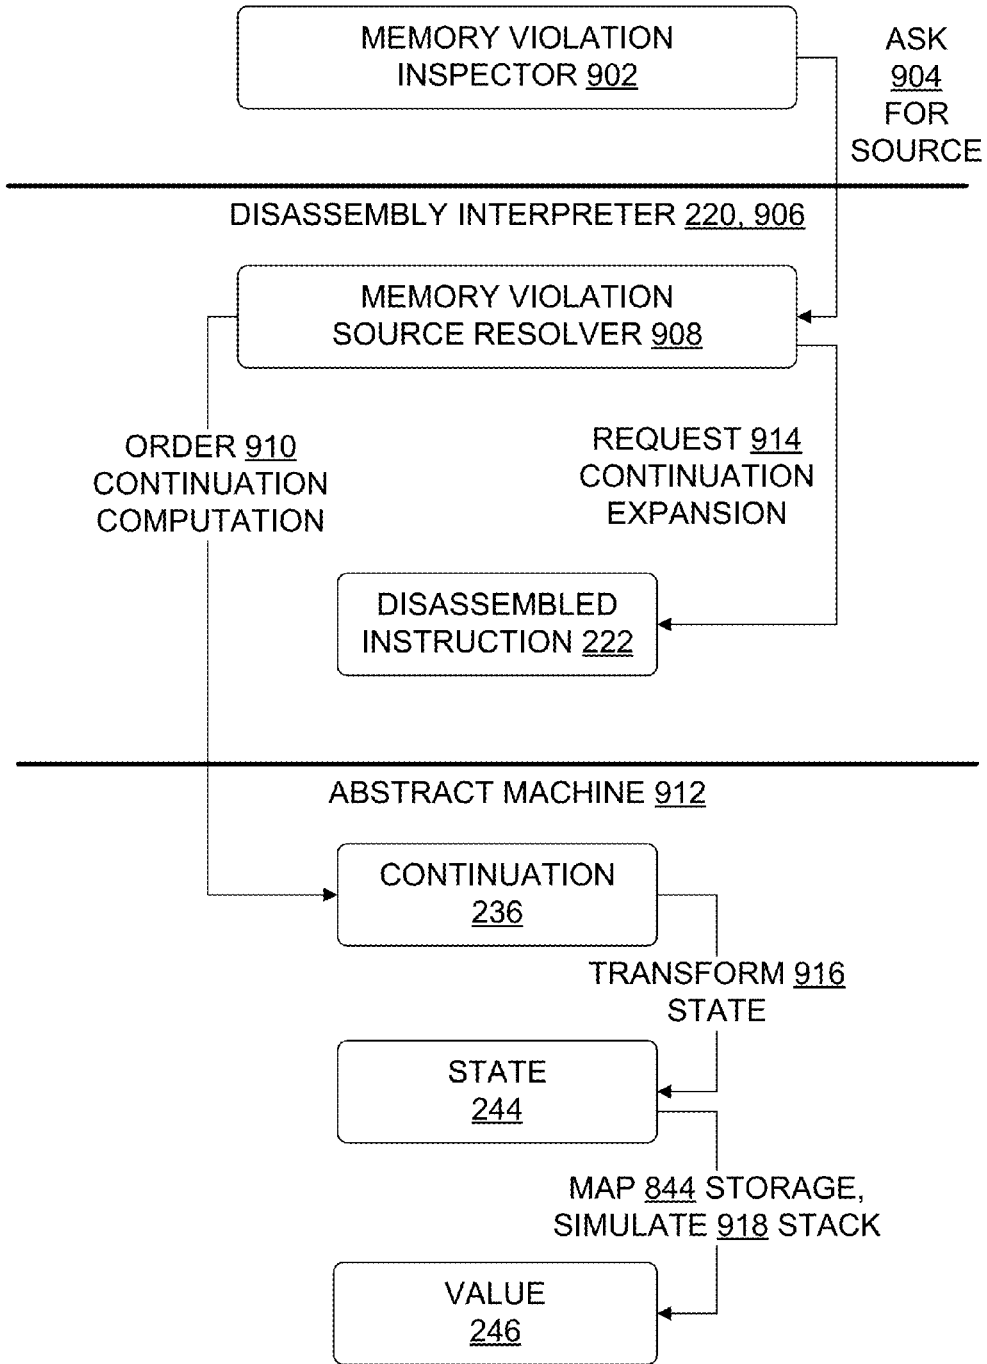 MEMORY VIOLATION
INSPECTOR 902
ASK
904
FOR
SOURCE
DISASSEMBLY INTERPRETER 220, 906
MEMORY VIOLATION
SOURCE RESOLVER 908
ORDER 910
CONTINUATION
COMPUTATION
REQUEST 914
CONTINUATION
EXPANSION
DISASSEMBLED
INSTRUCTION 222
ABSTRACT MACHINE 912
CONTINUATION
236
TRANSFORM 916
STATE
STATE
244
MAP 844 STORAGE,
SIMULATE 918 STACK
VALUE
246